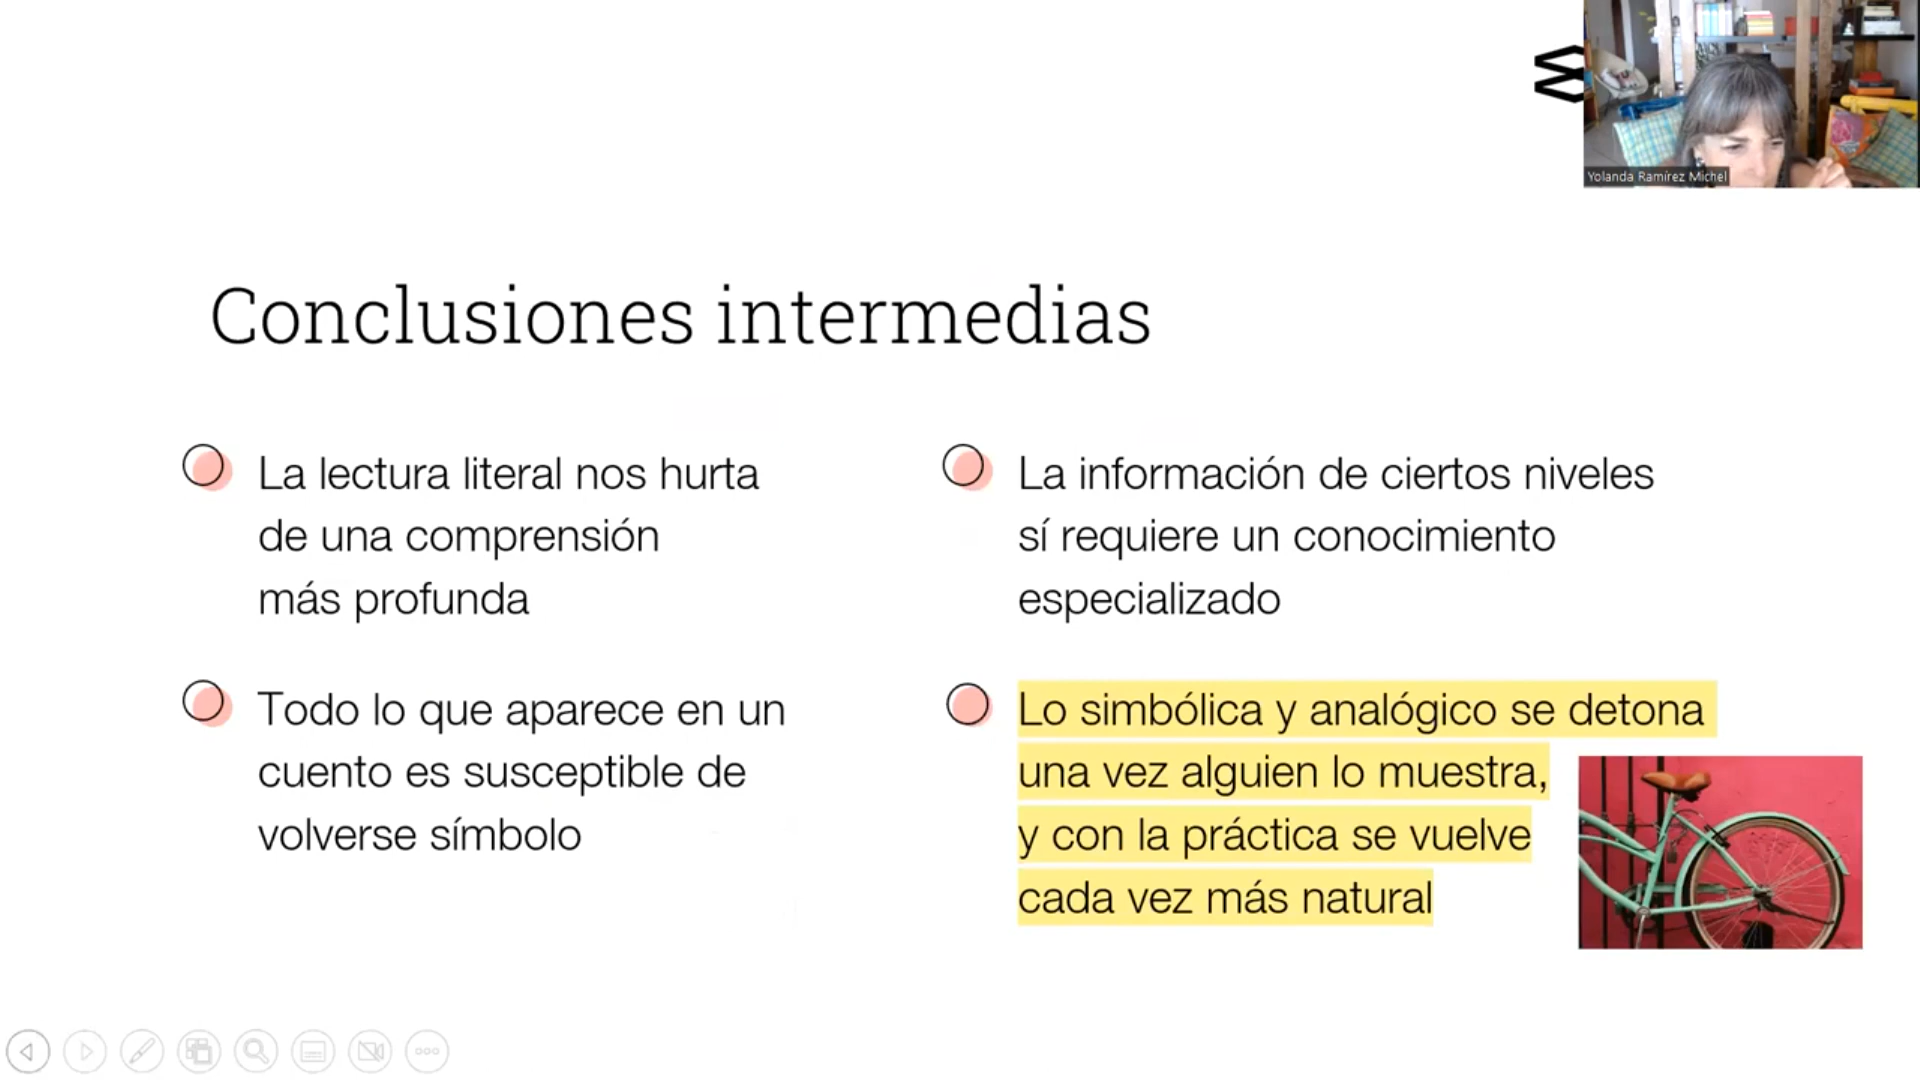 Yolanda Ramírez Michel
Conclusiones intermedias
La lectura literal nos hurta
de una comprensión
más profunda
Todo lo que aparece en un
cuento es susceptible de
volverse símbolo
La información de ciertos niveles
sí requiere un conocimiento
especializado
Lo simbólica y analógico se detona
una vez alguien lo muestra,
y con la práctica se vuelve
cada vez más natural